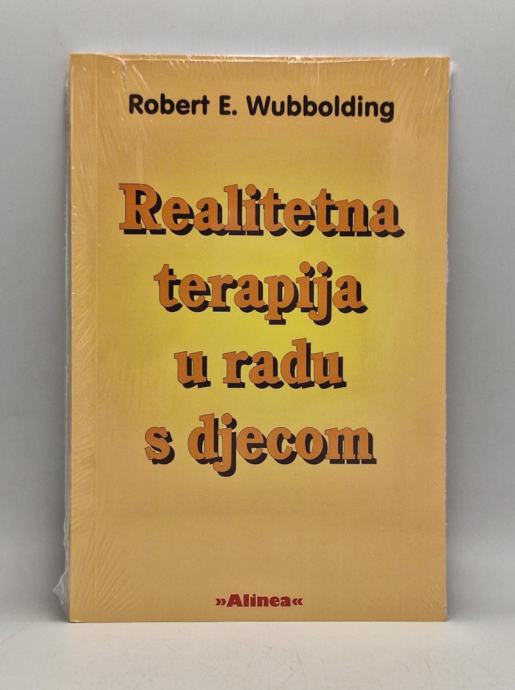 Robert E. Wubbolding
Realitetna
terapija
u radu
s djecom
»Alinea«